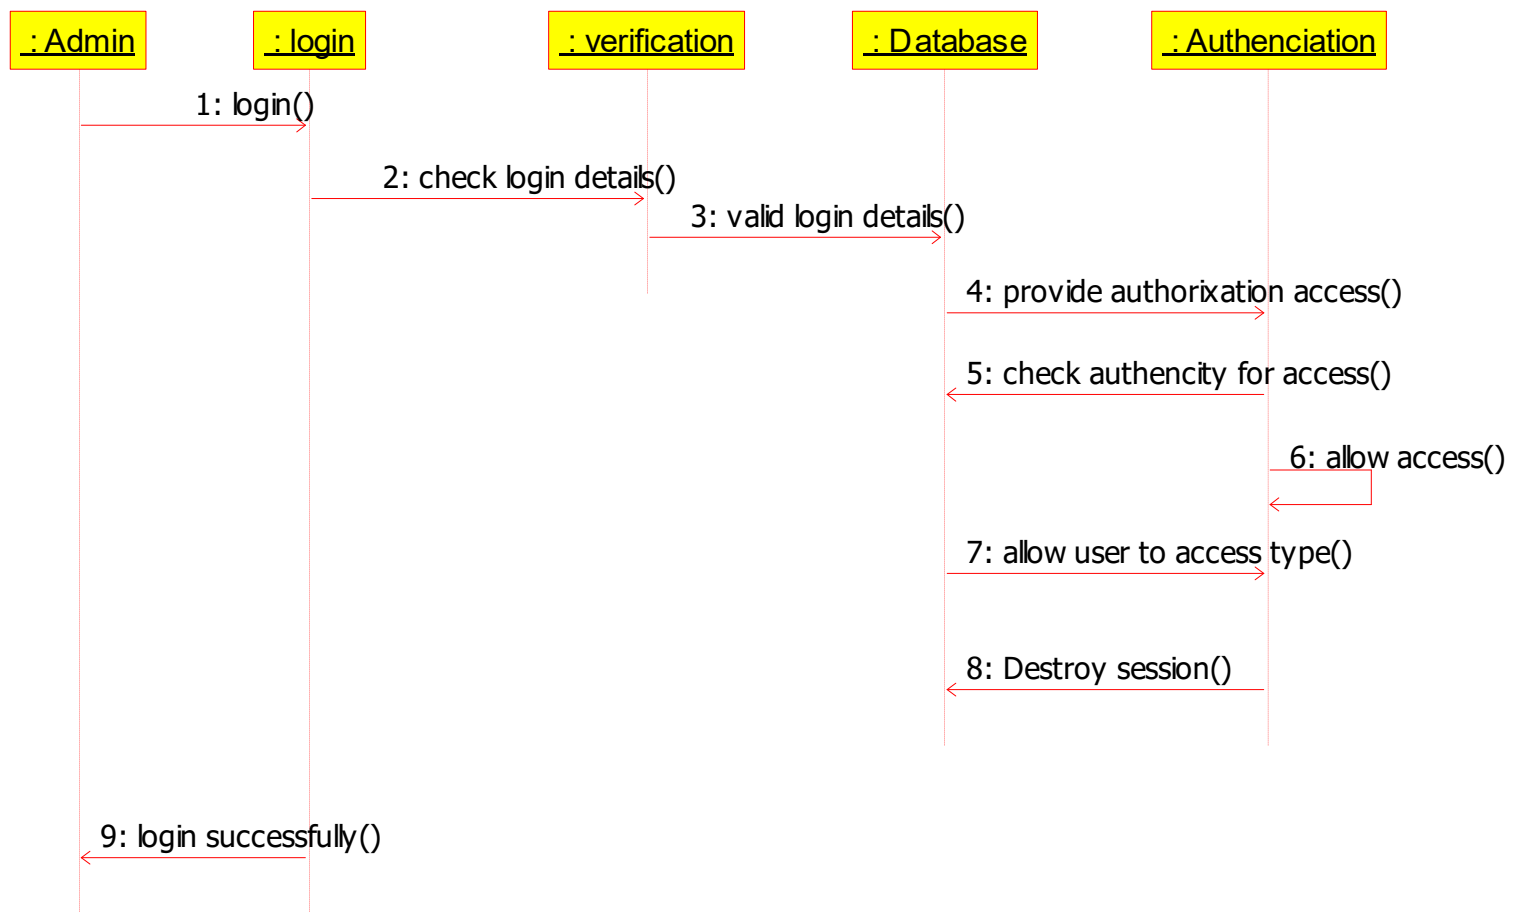 : Admin
: login
: verification
: Database
: Authenciation
1: login()
2: check login details()
3: valid login details()
4: provide authorixation access()
5: check authencity for access()
6: allow access()
7: allow user to access type()
8: Destroy session()
9: login successfully()